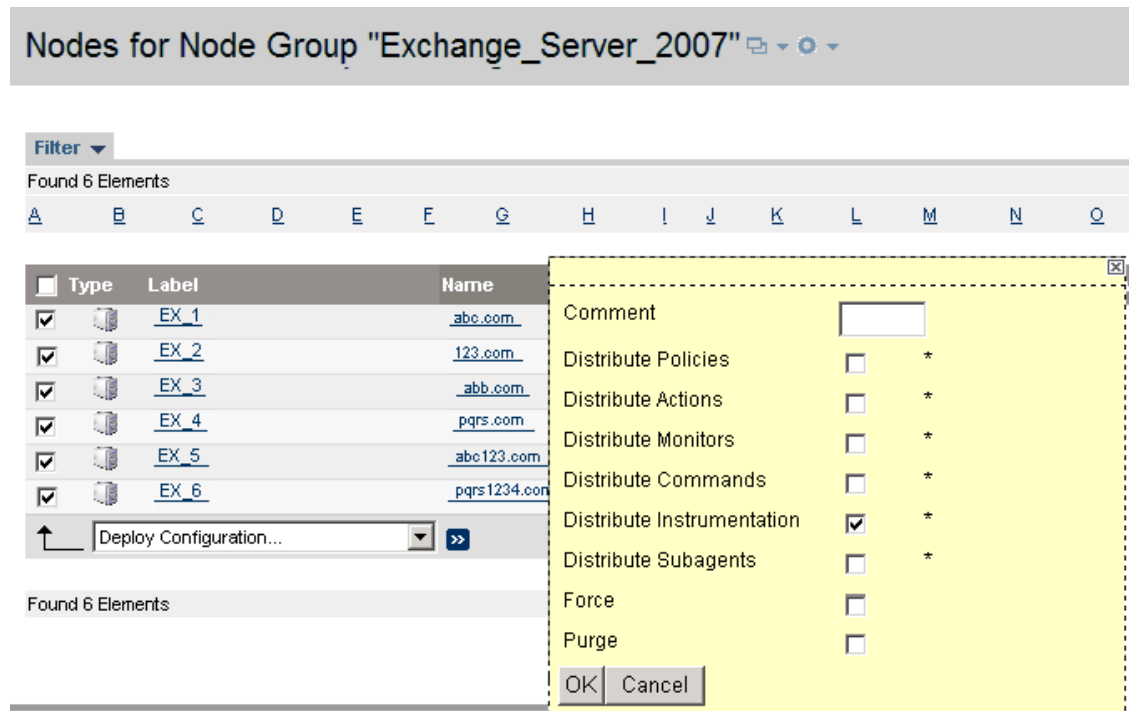 Nodes for Node Group "Exchange_Server_2007"
Filter
Found 6 Elements
A B C D E F G H I J K L M N O
Type Label Name
EX_1 abc.com
EX_2 123.com
EX_3 abb.com
EX_4 pqrs.com
EX_5 abc123.com
EX_6 pqrs1234.com
Deploy Configuration...
Found 6 Elements
Comment
Distribute Policies *
Distribute Actions *
Distribute Monitors *
Distribute Commands *
Distribute Instrumentation *
Distribute Subagents *
Force
Purge
OK Cancel